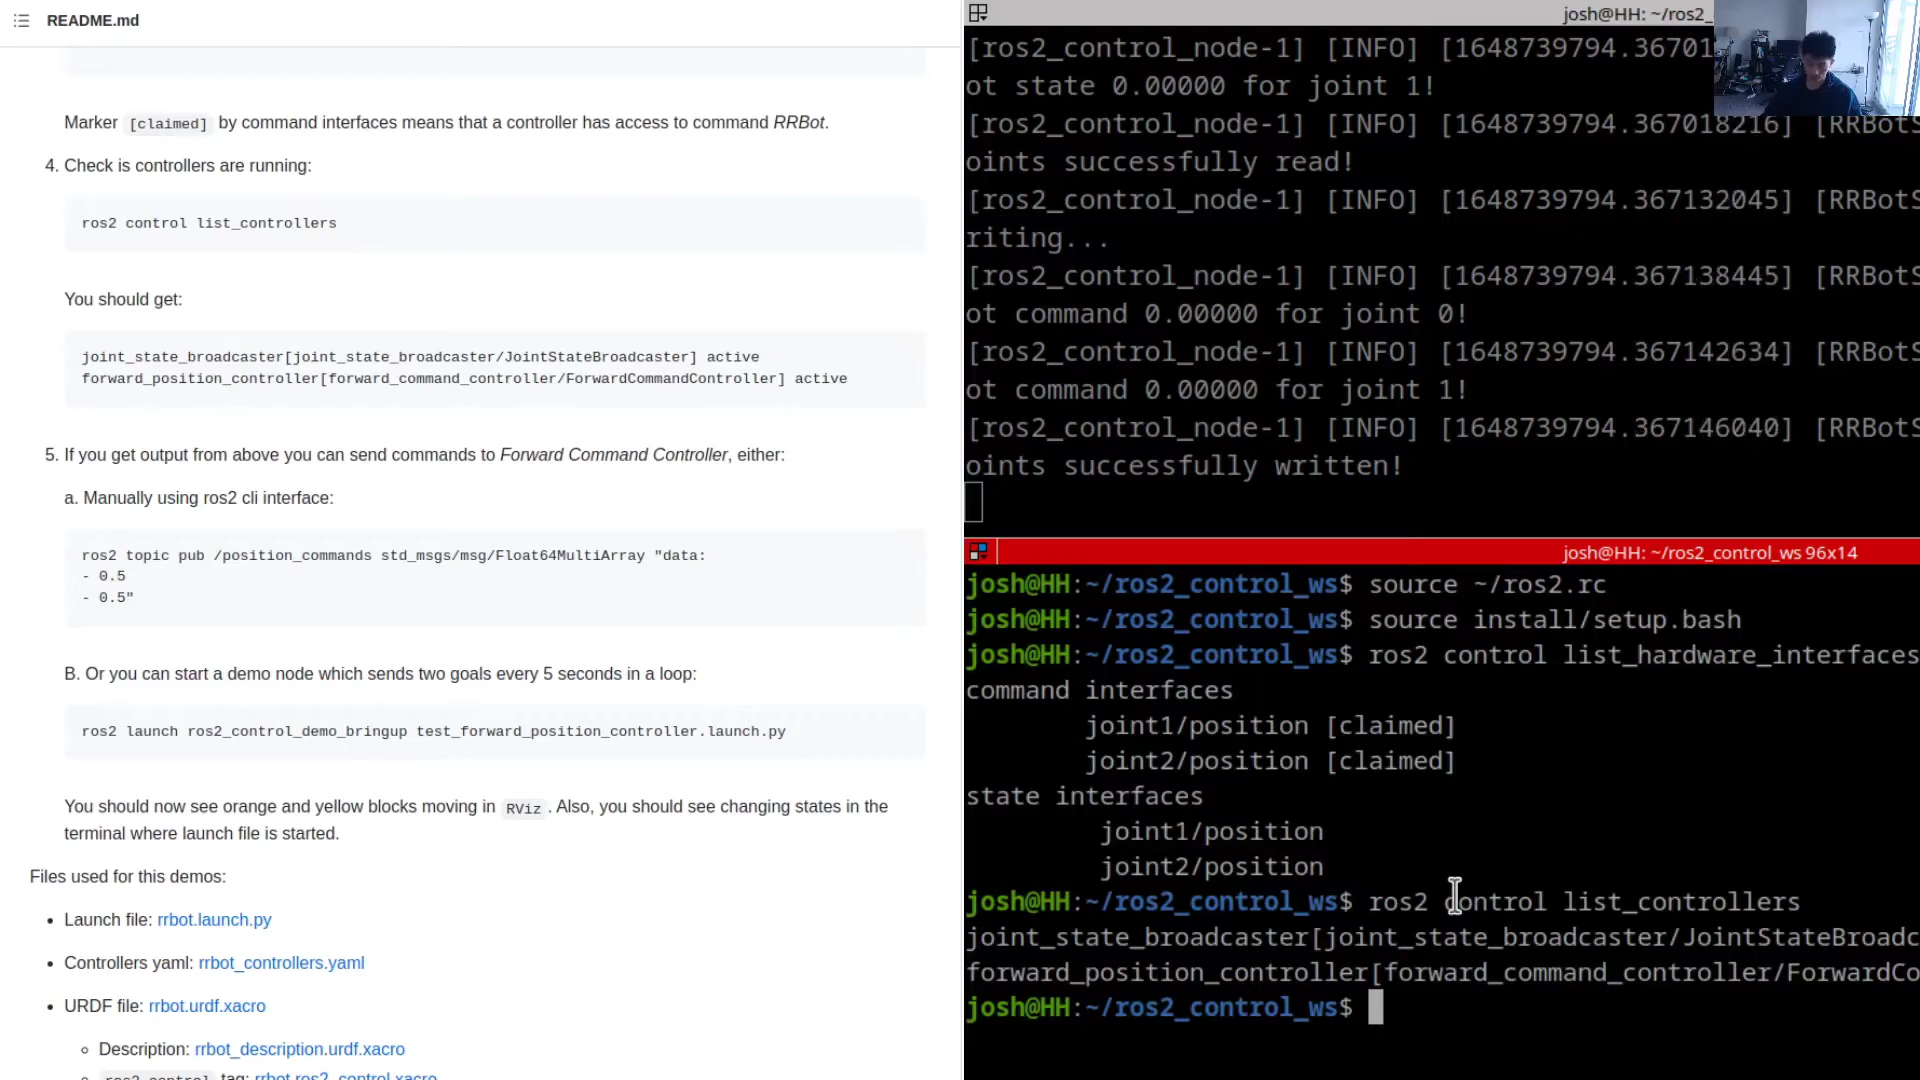 README.md
Marker [claimed] by command interfaces means that a controller has access to command RRBot.
4. Check is controllers are running:
ros2 control list_controllers
You should get:
joint_state_broadcaster[joint_state_broadcaster/JointStateBroadcaster] active
forward_position_controller[forward_command_controller/ForwardCommandController] active
5. If you get output from above you can send commands to Forward Command Controller, either:
a. Manually using ros2 cli interface:
ros2 topic pub /position_commands std_msgs/msg/Float64MultiArray "data:
- 0.5
- 0.5"
B. Or you can start a demo node which sends two goals every 5 seconds in a loop:
ros2 launch ros2_control_demo_bringup test_forward_position_controller.launch.py
You should now see orange and yellow blocks moving in RViz . Also, you should see changing states in the
terminal where launch file is started.
Files used for this demos:
• Launch file: rrbot.launch.py
• Controllers yaml: rrbot_controllers.yaml
• URDF file: rrbot.urdf.xacro
Description: rrbot_description.urdf.xacro
ros2_control tag: rrbot.ros2_control.xacro
josh@HH: ~/ros2_
[ros2_control_node-1] [INFO] [1648739794.36701
ot state 0.00000 for joint 1!
[ros2_control_node-1] [INFO] [1648739794.367018216] [RRBotS
oints successfully read!
[ros2_control_node-1] [INFO] [1648739794.367132045] [RRBotS
riting...
[ros2_control_node-1] [INFO] [1648739794.367138445] [RRBotS
ot command 0.00000 for joint 0!
[ros2_control_node-1] [INFO] [1648739794.367142634] [RRBotS
ot command 0.00000 for joint 1!
[ros2_control_node-1] [INFO] [1648739794.367146040] [RRBotS
oints successfully written!
josh@HH: ~/ros2_control_ws 96x14
josh@HH:~/ros2_control_ws$ source ~/ros2.rc
josh@HH:~/ros2_control_ws$ source install/setup.bash
josh@HH:~/ros2_control_ws$ ros2 control list_hardware_interfaces
command interfaces
joint1/position [claimed]
joint2/position [claimed]
state interfaces
joint1/position
joint2/position
josh@HH:~/ros2_control_ws$ ros2 control list_controllers
joint_state_broadcaster[joint_state_broadcaster/JointStateBroadc
forward_position_controller[forward_command_controller/ForwardCo
josh@HH:~/ros2_control_ws$